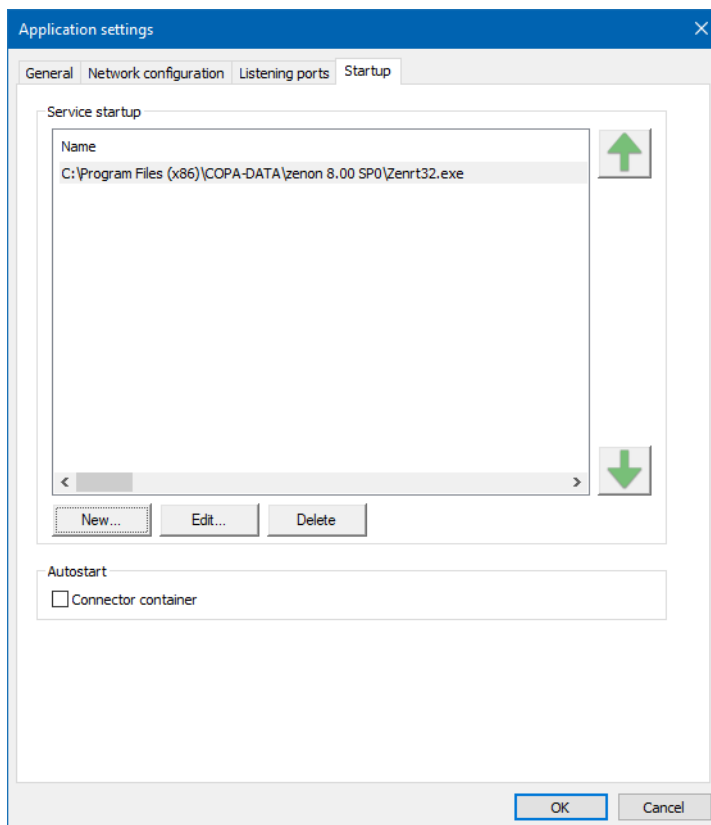 Application settings
General Network configuration Listening ports Startup
Service startup
Name
C:\Program Files (x86)\COPA-DATA\zenon 8.00 SP0\Zenrt32.exe
New... Edit... Delete
Autostart
Connector container
OK Cancel